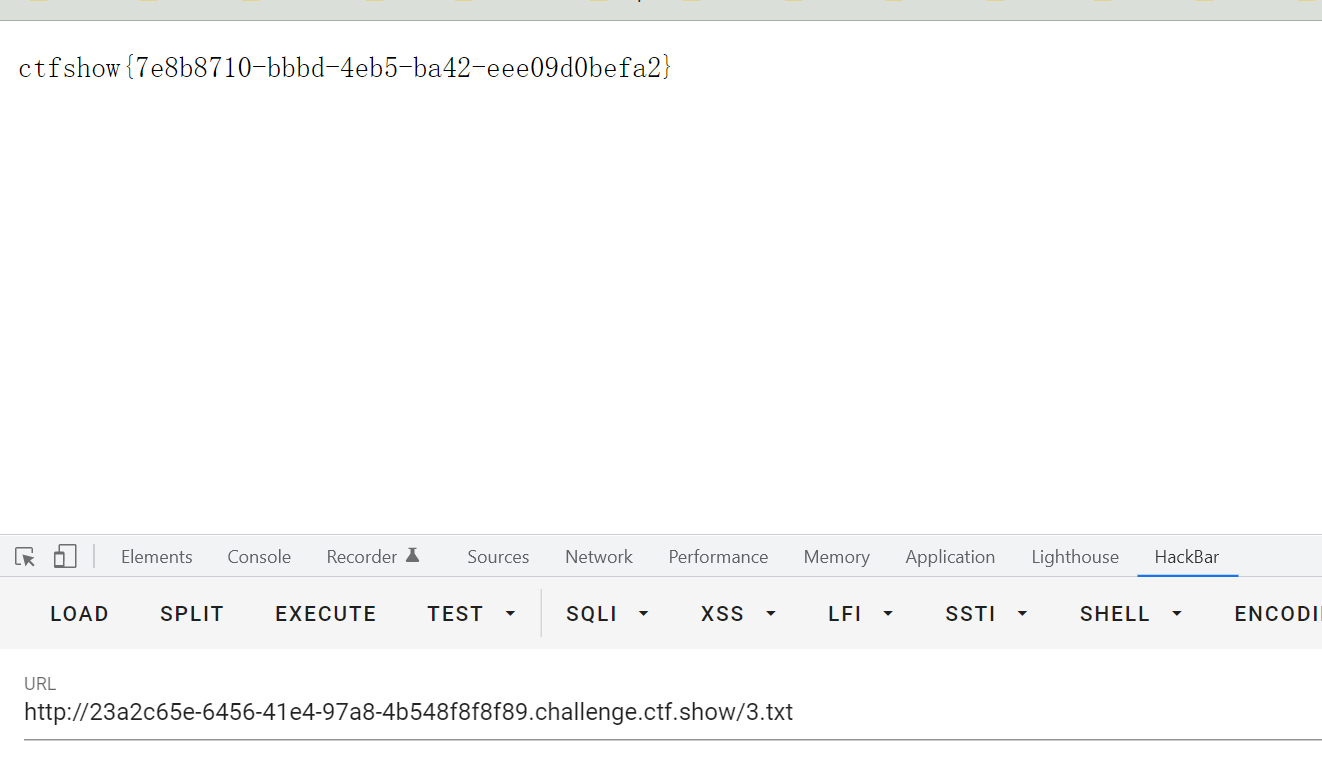 ctfshow{7e8b8710-bbbd-4eb5-ba42-eee09d0befa2}
Elements Console Recorder Sources Network Performance Memory Application Lighthouse HackBar
LOAD SPLIT EXECUTE TEST SQLI XSS LFI SSTI SHELL ENCODI
URL
http://23a2c65e-6456-41e4-97a8-4b548f8f8f89.challenge.ctf.show/3.txt